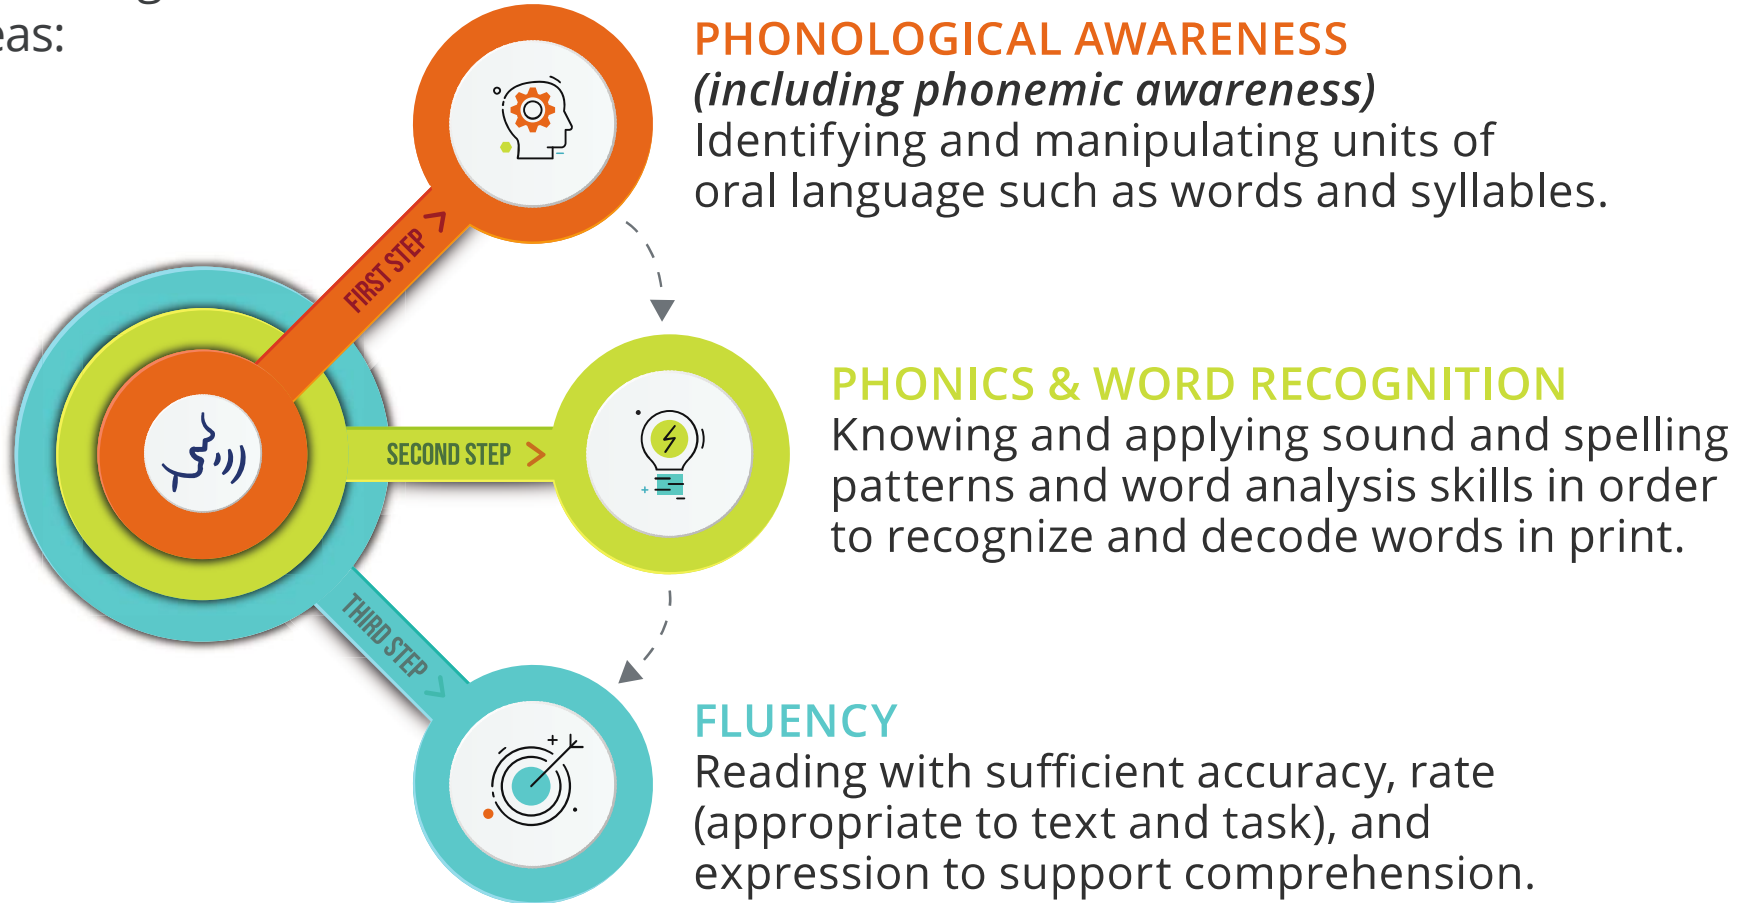 eas:
PHONOLOGICAL AWARENESS
(including phonemic awareness)
Identifying and manipulating units of
oral language such as words and syllables.
FIRST STEP >
PHONICS & WORD RECOGNITION
Knowing and applying sound and spelling
patterns and word analysis skills in order
to recognize and decode words in print.
SECOND STEP >
THIRD STEP >
FLUENCY
Reading with sufficient accuracy, rate
(appropriate to text and task), and
expression to support comprehension.